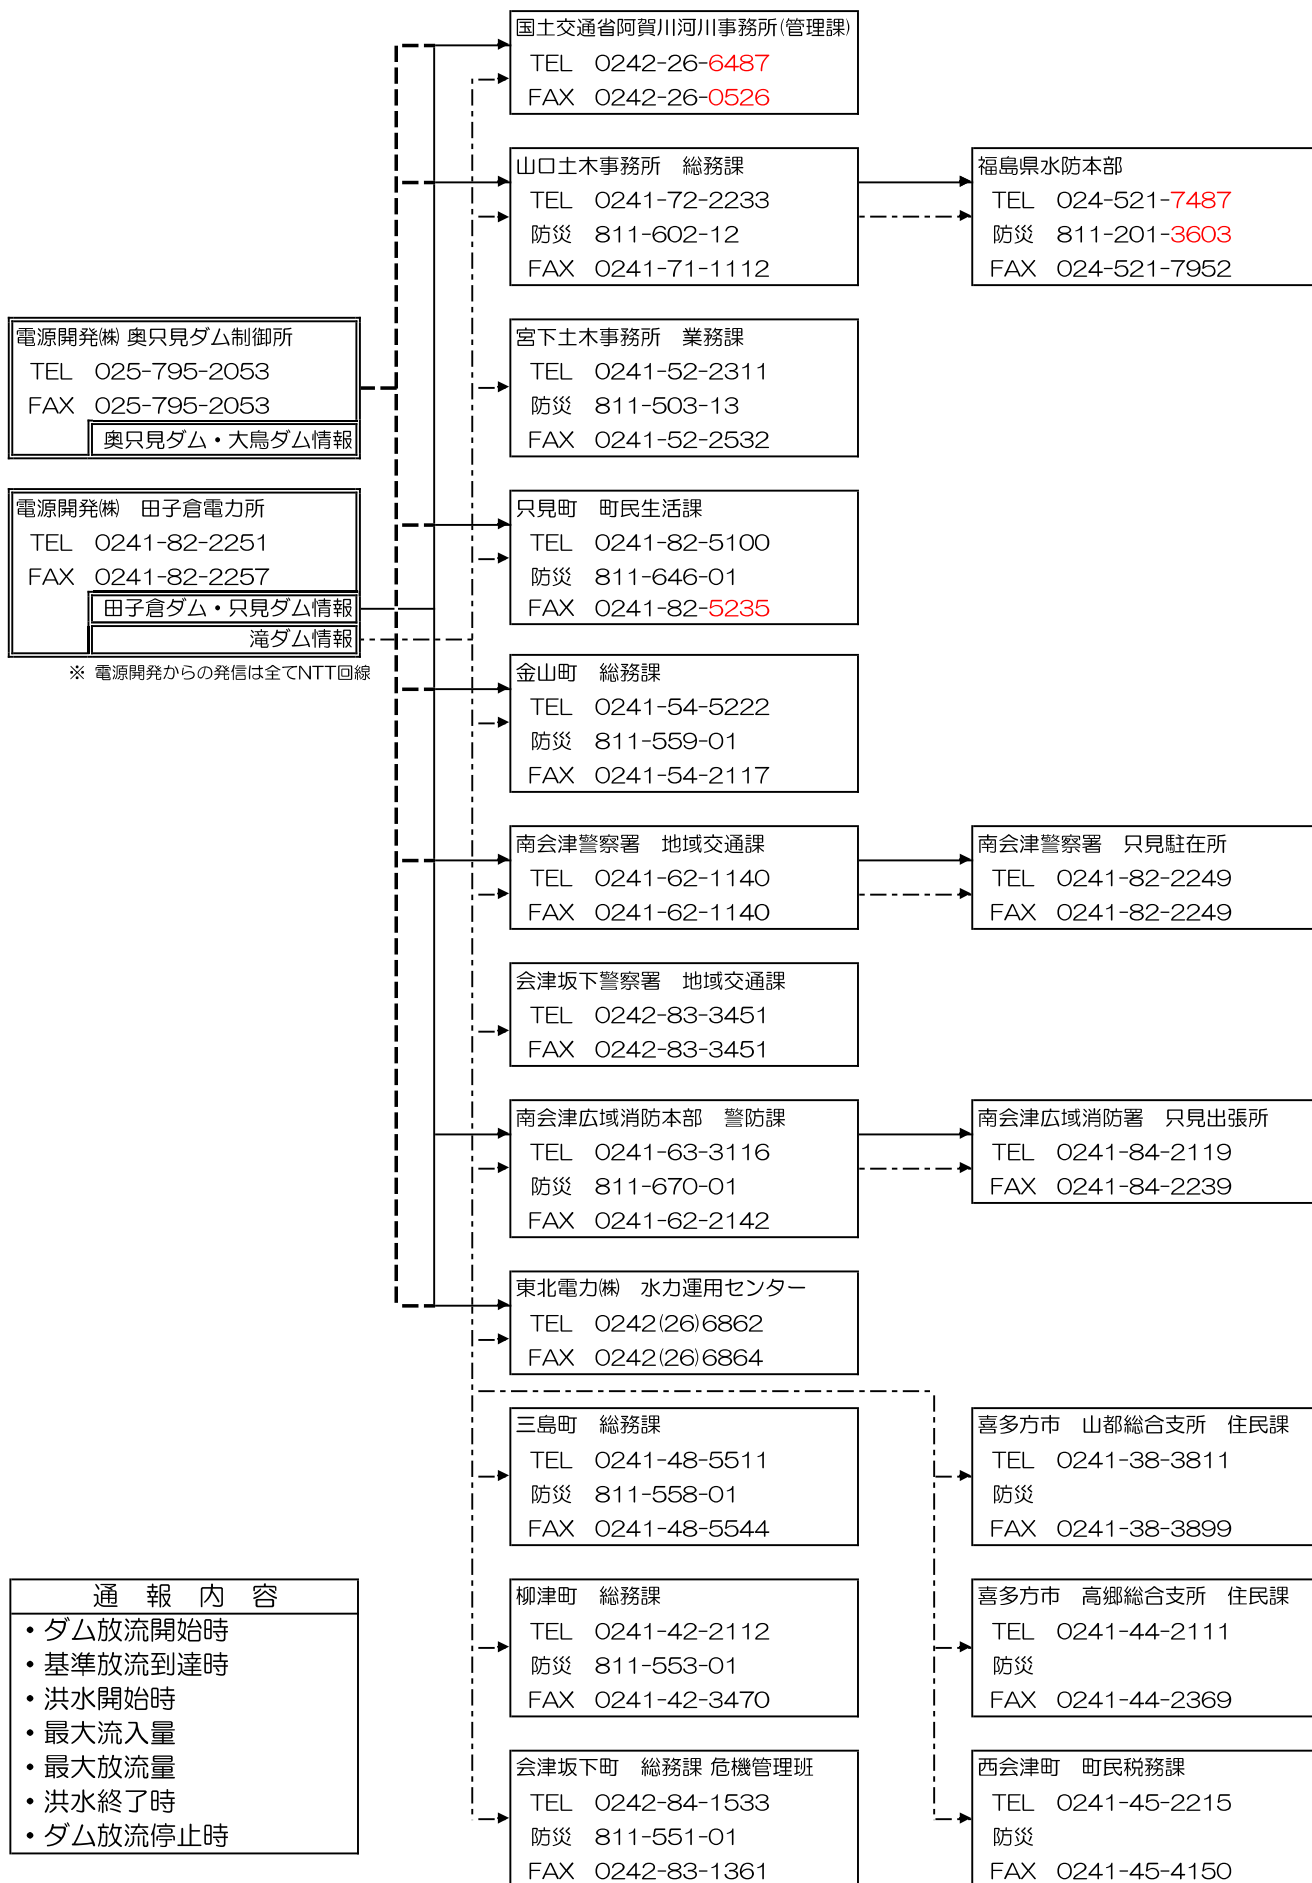 国土交通省阿賀川河川事務所(管理課)
TEL 0242-26-6487
FAX 0242-26-0526
山口土木事務所 総務課
TEL 0241-72-2233
防災 811-602-12
FAX 0241-71-1112
福島県水防本部
TEL 024-521-7487
防災 811-201-3603
FAX 024-521-7952
電源開発㈱ 奥只見ダム制御所
TEL 025-795-2053
FAX 025-795-2053
奥只見ダム・大鳥ダム情報
宮下土木事務所 業務課
TEL 0241-52-2311
防災 811-503-13
FAX 0241-52-2532
電源開発㈱ 田子倉電力所
TEL 0241-82-2251
FAX 0241-82-2257
田子倉ダム・只見ダム情報
滝ダム情報
※ 電源開発からの発信は全てNTT回線
只見町 町民生活課
TEL 0241-82-5100
防災 811-646-01
FAX 0241-82-5235
金山町 総務課
TEL 0241-54-5222
防災 811-559-01
FAX 0241-54-2117
南会津警察署 地域交通課
TEL 0241-62-1140
FAX 0241-62-1140
南会津警察署 只見駐在所
TEL 0241-82-2249
FAX 0241-82-2249
会津坂下警察署 地域交通課
TEL 0242-83-3451
FAX 0242-83-3451
南会津広域消防本部 警防課
TEL 0241-63-3116
防災 811-670-01
FAX 0241-62-2142
南会津広域消防署 只見出張所
TEL 0241-84-2119
FAX 0241-84-2239
東北電力㈱ 水力運用センター
TEL 0242(26)6862
FAX 0242(26)6864
三島町 総務課
TEL 0241-48-5511
防災 811-558-01
FAX 0241-48-5544
喜多方市 山都総合支所 住民課
TEL 0241-38-3811
防災
FAX 0241-38-3899
柳津町 総務課
TEL 0241-42-2112
防災 811-553-01
FAX 0241-42-3470
喜多方市 高郷総合支所 住民課
TEL 0241-44-2111
防災
FAX 0241-44-2369
会津坂下町 総務課 危機管理班
TEL 0242-84-1533
防災 811-551-01
FAX 0242-83-1361
西会津町 町民税務課
TEL 0241-45-2215
防災
FAX 0241-45-4150
通 報 内 容
・ダム放流開始時
・基準放流到達時
・洪水開始時
・最大流入量
・最大放流量
・洪水終了時
・ダム放流停止時